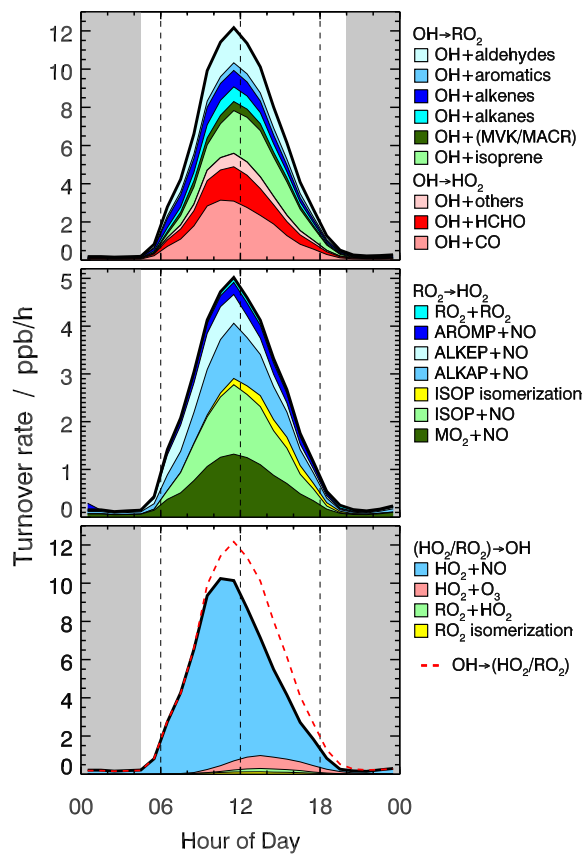 12
10
8
6
4
2
0
OH→RO₂
OH+aldehydes
OH+aromatics
OH+alkenes
OH+alkanes
OH+(MVK/MACR)
OH+isoprene
OH→HO₂
OH+others
OH+HCHO
OH+CO
5
4
3
2
1
0
RO₂→HO₂
RO₂+RO₂
AROMP+NO
ALKEP+NO
ALKAP+NO
ISOP isomerization
ISOP+NO
MO₂+NO
Turnover rate / ppb/h
12
10
8
6
4
2
0
(HO₂/RO₂)→OH
HO₂+NO
HO₂+O₃
RO₂+HO₂
RO₂ isomerization
OH→(HO₂/RO₂)
00 06 12 18 00
Hour of Day